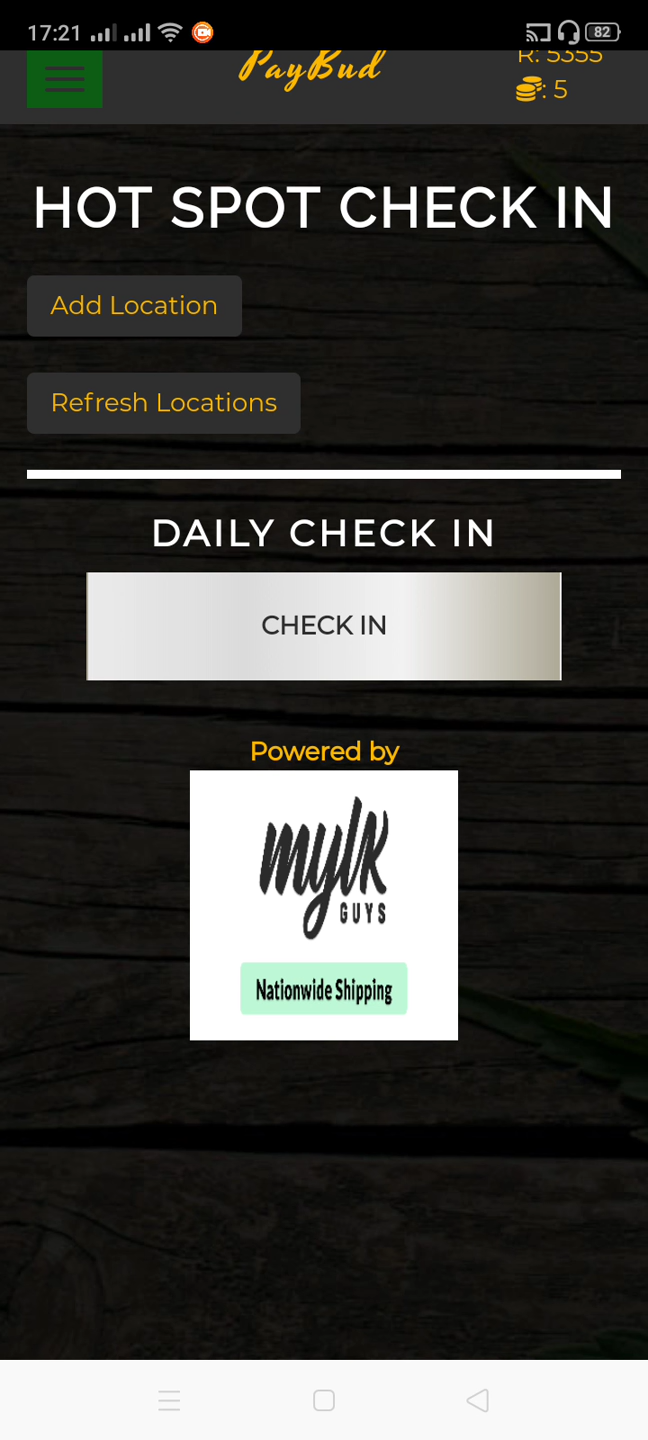 17:21
82
PayBud
R: 5355
: 5
HOT SPOT CHECK IN
Add Location
Refresh Locations
DAILY CHECK IN
CHECK IN
Powered by
mylk
GUYS
Nationwide Shipping